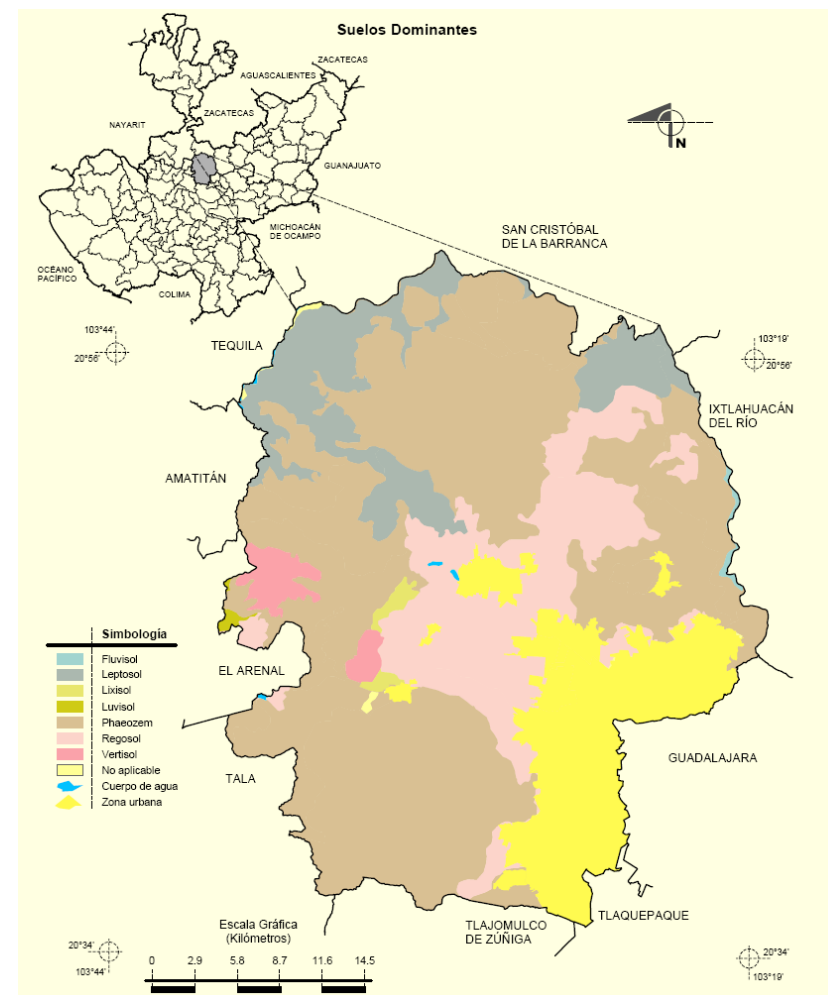 Suelos Dominantes
ZACATECAS
AGUASCALIENTES
ZACATECAS
NAYARIT
GUANAJUATO
N
MICHOACÁN
DE OCAMPO
OCEANO
PACÍFICO
COLIMA
SAN CRISTÓBAL
DE LA BARRANCA
103°44'
20°56'
TEQUILA
103°19'
20°56'
IXTLAHUACÁN
DEL RÍO
AMATITÁN
Simbología
Fluvisol
Leptosol
Lixisol
Luvisol
Phaeozem
Regosol
Vertisol
No aplicable
Cuerpo de agua
Zona urbana
EL ARENAL
TALA
GUADALAJARA
TLAQUEPAQUE
TLAJOMULCO
DE ZÚÑIGA
Escala Gráfica
(Kilómetros)
0 2.9 5.8 8.7 11.6 14.5
20°34'
103°44'
20°34'
103°19'